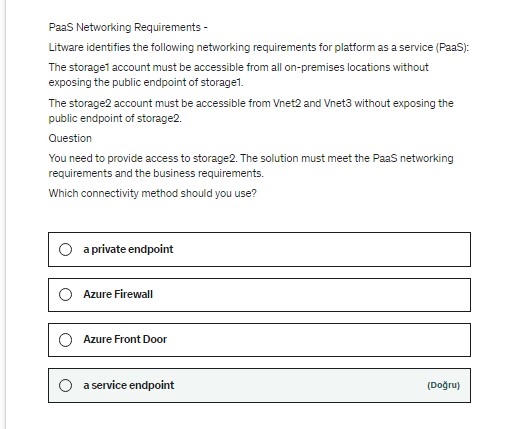 PaaS Networking Requirements -
Litware identifies the following networking requirements for platform as a service (PaaS):
The storage1 account must be accessible from all on-premises locations without
exposing the public endpoint of storage1.
The storage2 account must be accessible from Vnet2 and Vnet3 without exposing the
public endpoint of storage2.
Question
You need to provide access to storage2. The solution must meet the PaaS networking
requirements and the business requirements.
Which connectivity method should you use?
a private endpoint
Azure Firewall
Azure Front Door
a service endpoint (Doğru)